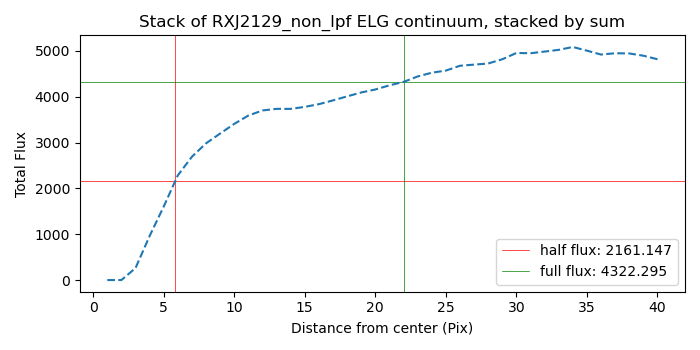 Stack of RXJ2129_non_lpf ELG continuum, stacked by sum
Total Flux
5000
4000
3000
2000
1000
0
half flux: 2161.147
full flux: 4322.295
0 5 10 15 20 25 30 35 40
Distance from center (Pix)